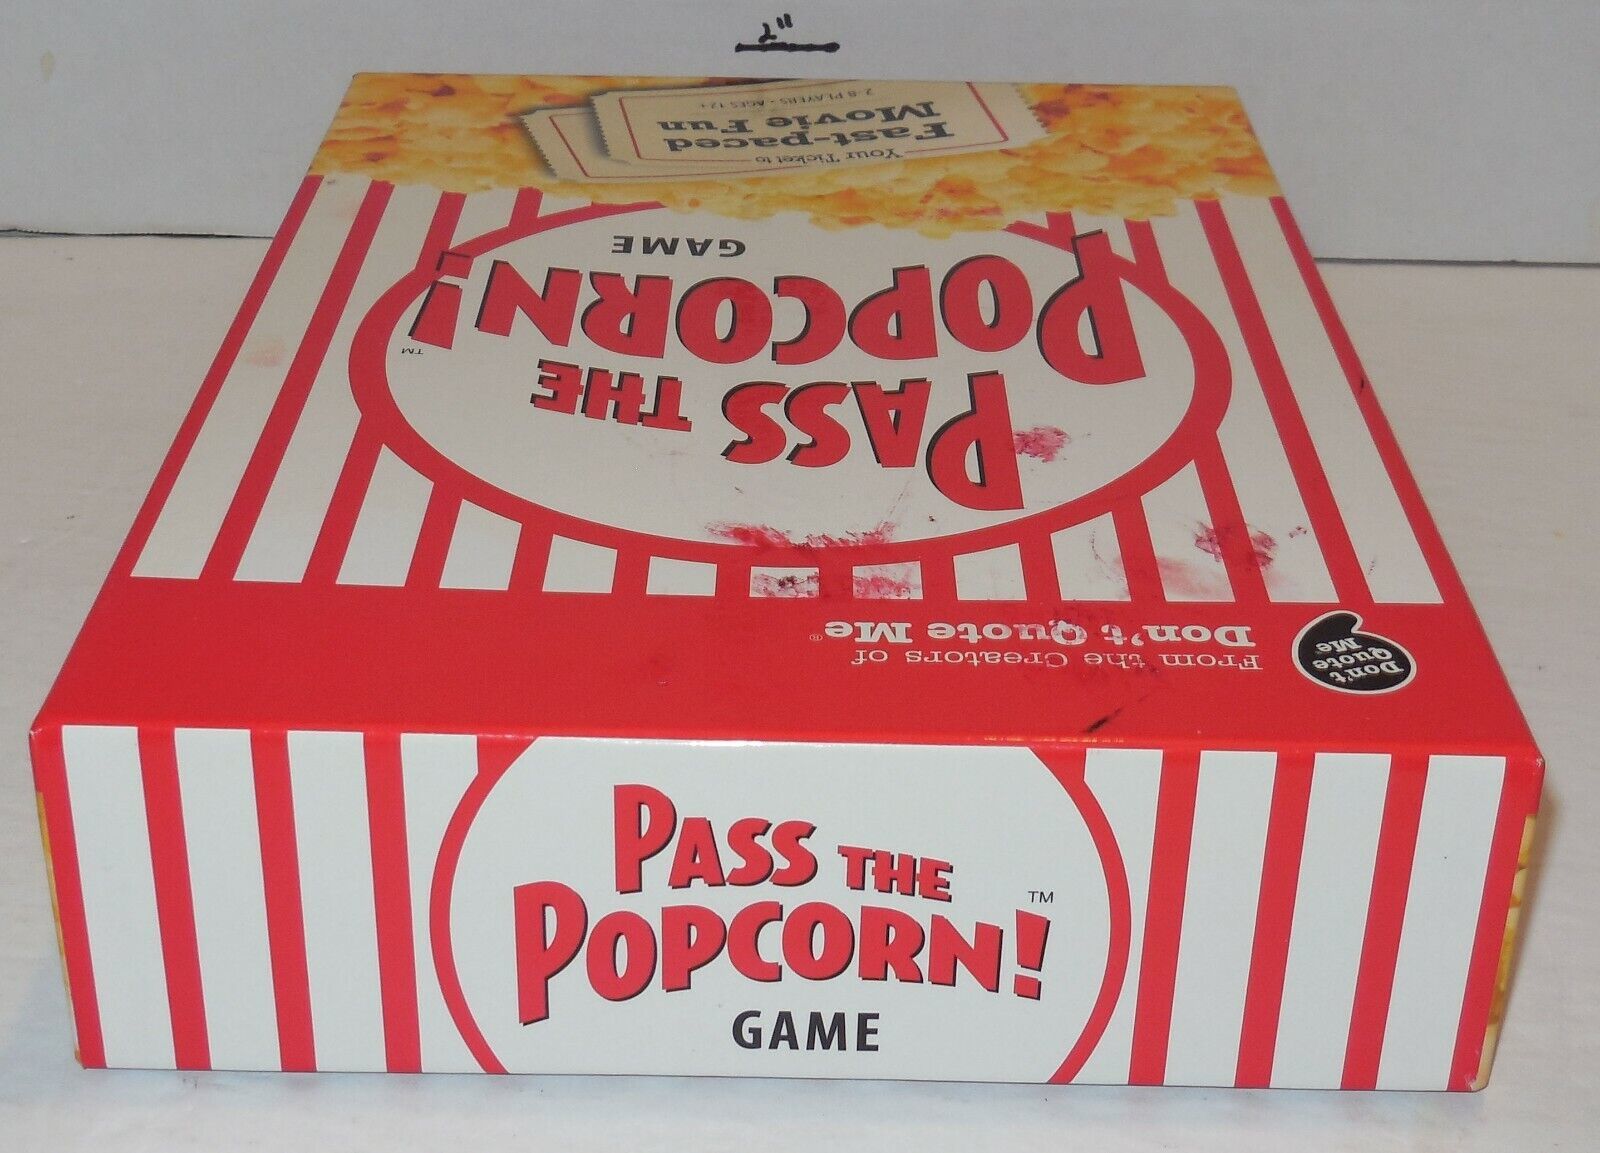 2"
Your Ticket to
Fast-paced
Movie Fun
2-8 PLAYERS - AGES 12+
PASS THE
POPCORN!™
GAME
From the Creators of
Don't Quote Me®
Don't
Quote
Me
PASS THE
POPCORN!™
GAME